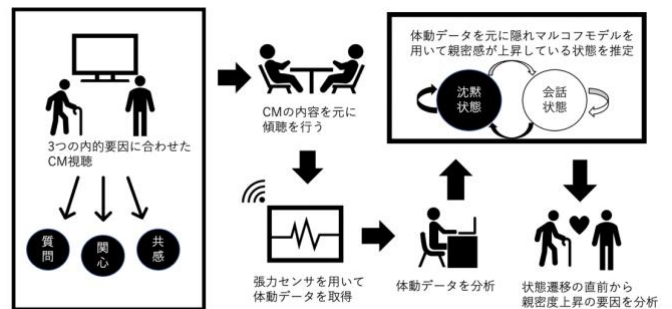 3つの内的要因に合わせた
CM視聴
質
問
関
心
共
感
CMの内容を元に
傾聴を行う
張力センサを用いて
体動データを取得
体動データを分析
体動データを元に隠れマルコフモデルを
用いて親密感が上昇している状態を推定
沈黙
状態
会話
状態
状態遷移の直前から
親密度上昇の要因を分析